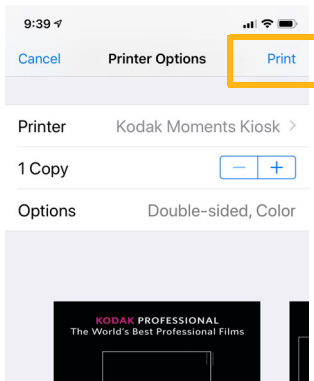 9:39
Cancel Printer Options Print
Printer Kodak Moments Kiosk >
1 Copy − +
Options Double-sided, Color
KODAK PROFESSIONAL
The World's Best Professional Films